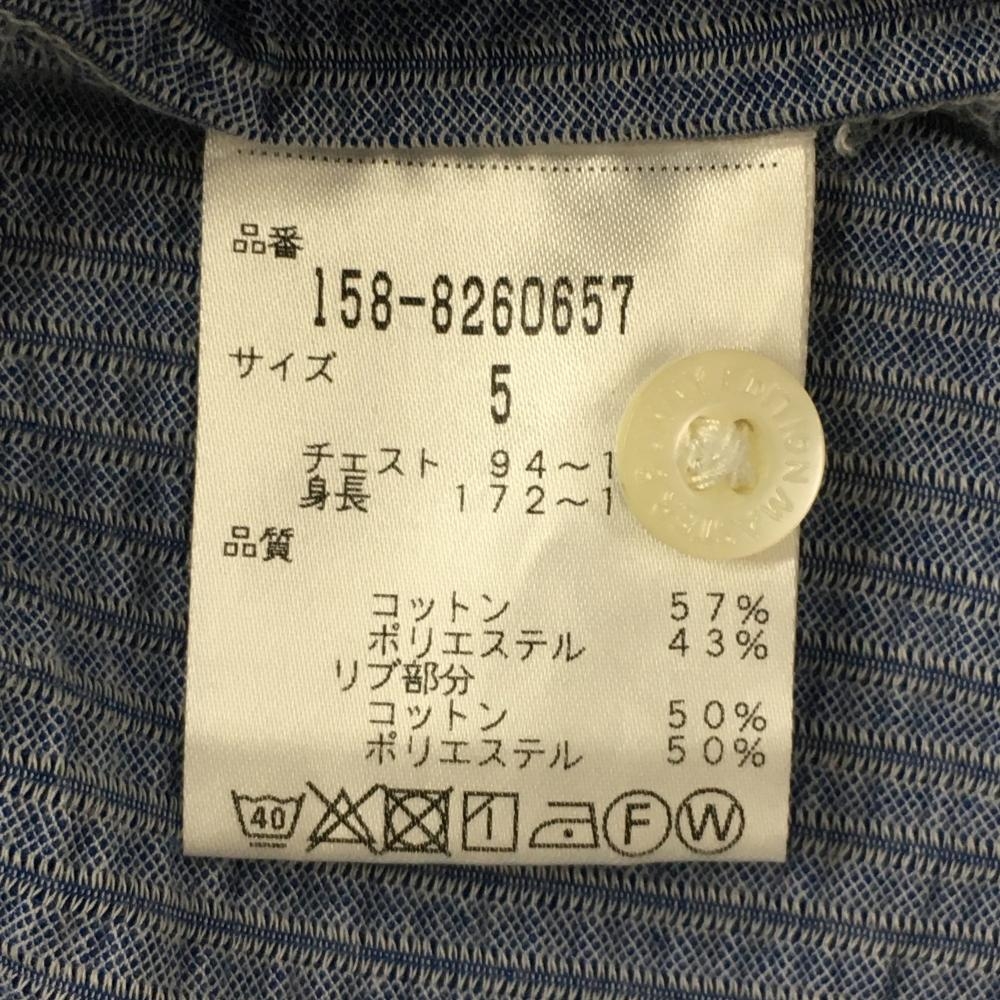 品番
158-8260657
サイズ
5
チェスト 94〜1
身長 172〜1
品質
コットン 57%
ポリエステル 43%
リブ部分
コットン 50%
ポリエステル 50%
40 1 F W